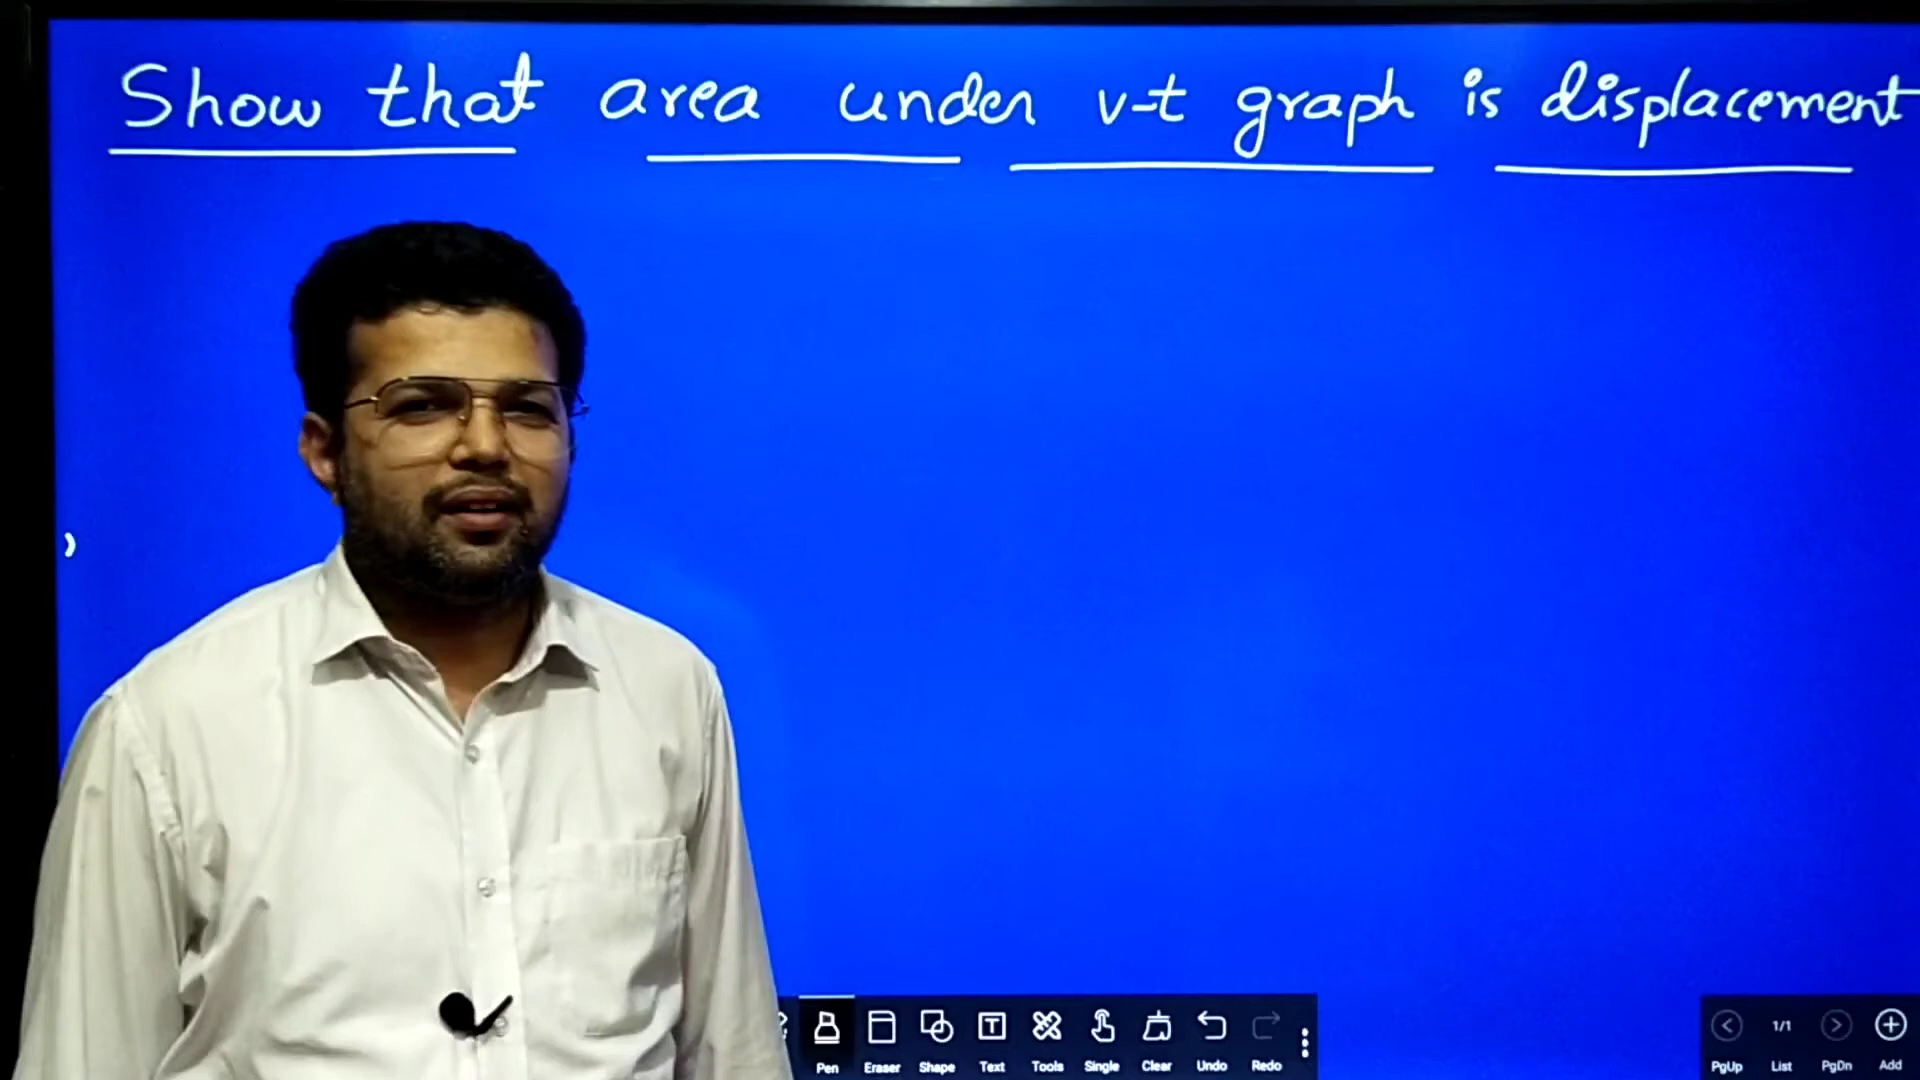 Show that area under v-t graph is displacement
Pen Eraser Shape Text Tools Single Clear Undo Redo
1/1
PgUp List PgDn Add